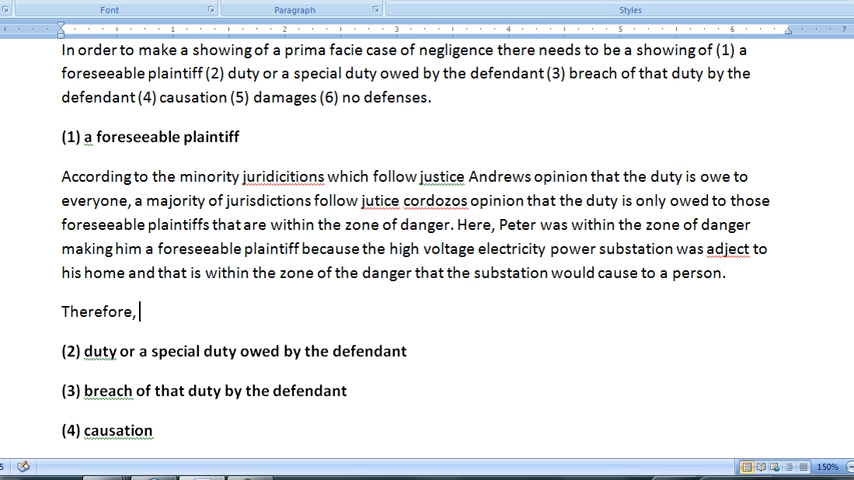 Font Paragraph Styles
1 2 3 4 5 6 7
In order to make a showing of a prima facie case of negligence there needs to be a showing of (1) a
foreseeable plaintiff (2) duty or a special duty owed by the defendant (3) breach of that duty by the
defendant (4) causation (5) damages (6) no defenses.
(1) a foreseeable plaintiff
According to the minority juridicitions which follow justice Andrews opinion that the duty is owe to
everyone, a majority of jurisdictions follow jutice cordozos opinion that the duty is only owed to those
foreseeable plaintiffs that are within the zone of danger. Here, Peter was within the zone of danger
making him a foreseeable plaintiff because the high voltage electricity power substation was adject to
his home and that is within the zone of the danger that the substation would cause to a person.
Therefore,
(2) duty or a special duty owed by the defendant
(3) breach of that duty by the defendant
(4) causation
5 150%